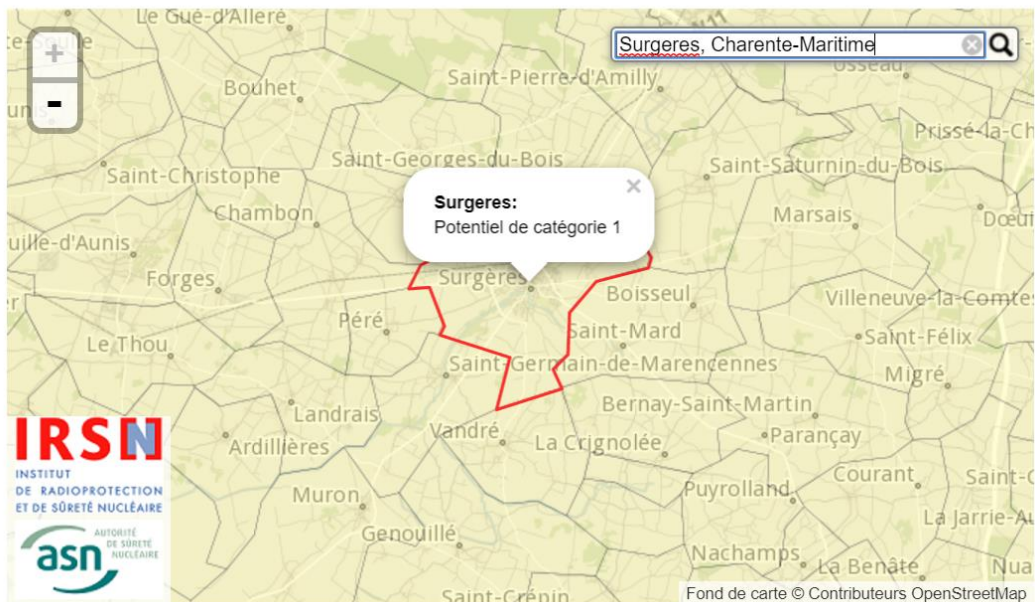 Le Gué-d'Alleré
N11
Surgeres, Charente-Maritime
+
-
Bouhet
Saint-Pierre-d'Amilly
Saint-Georges-du-Bois
Saint-Christophe
Saint-Saturnin-du-Bois
Prissé-la-Ch
Surgeres:
Potentiel de catégorie 1
Chambon
Marsais
Dœuil
uille-d'Aunis
Forges
Surgères
Boisseul
Villeneuve-la-Comtes
Péré
Saint-Mard
Saint-Félix
Le Thou
Saint-Germain-de-Marencennes
Migré
Landrais
Bernay-Saint-Martin
Vandré
La Crignolée
Parançay
Ardillières
IRSN
INSTITUT
DE RADIOPROTECTION
ET DE SÛRETÉ NUCLÉAIRE
Muron
Puyrolland
Courant
Saint-
La Jarrie-Au
Genouillé
asn
AUTORITÉ
DE SÛRETÉ
NUCLÉAIRE
Nachamps
La Benâte
Nua
Saint-Crépin
Fond de carte © Contributeurs OpenStreetMap